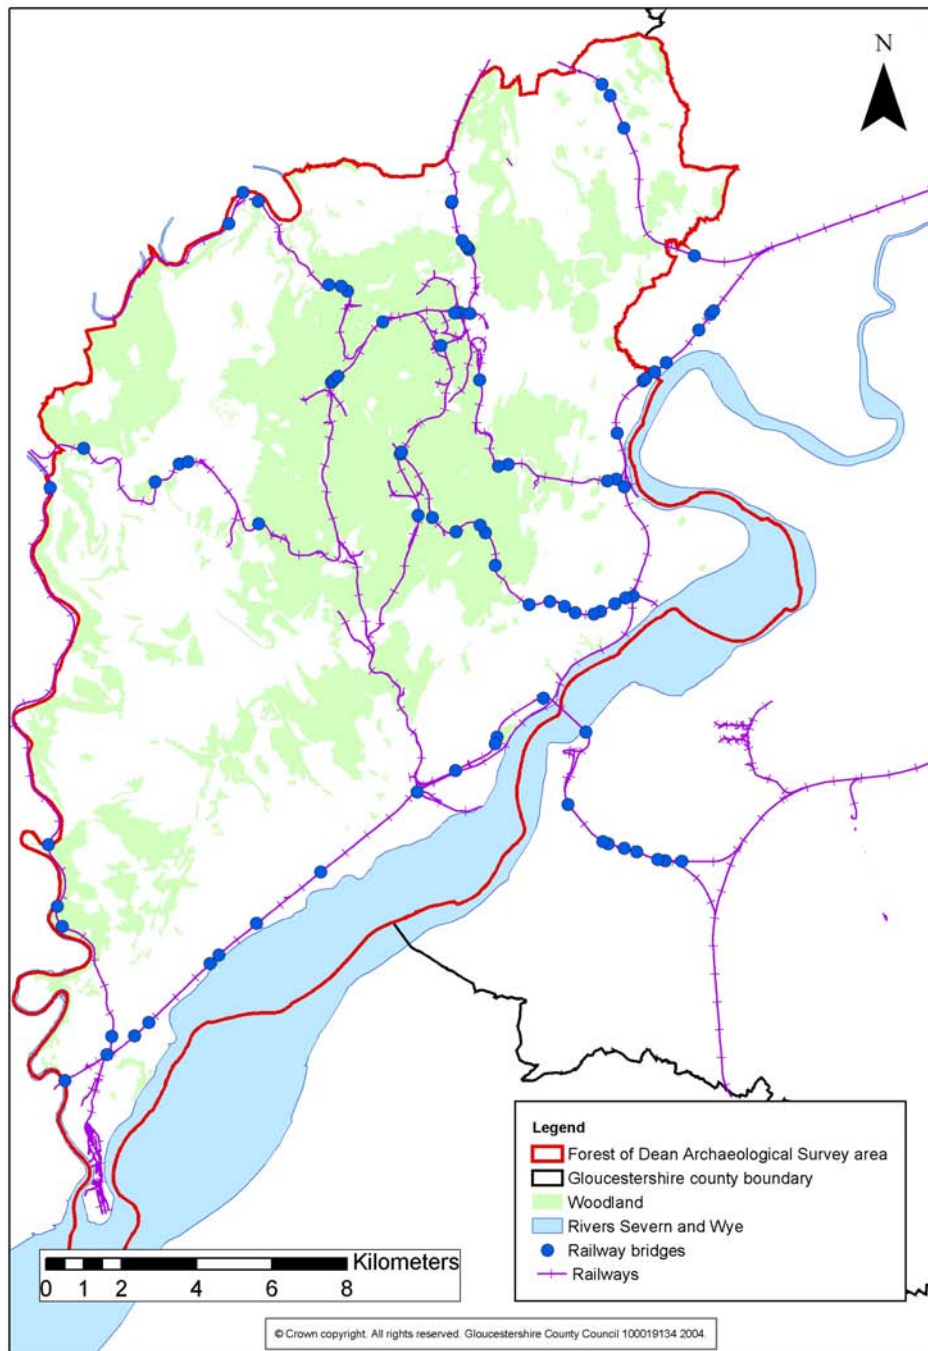 N
Legend
Forest of Dean Archaeological Survey area
Gloucestershire county boundary
Woodland
Rivers Severn and Wye
Railway bridges
Railways
Kilometers
0 1 2 4 6 8
© Crown copyright. All rights reserved. Gloucestershire County Council 100019134 2004.